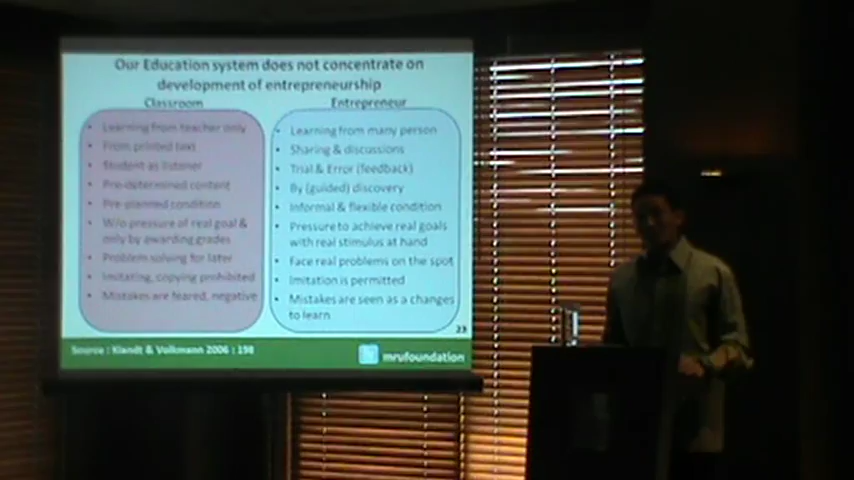 Our Education system does not concentrate on
development of entrepreneurship
Classroom
• Learning from teacher only
• From printed text
• Student as listener
• Pre-determined content
• Pre-planned condition
• W/o pressure of real goal &
only by awarding grades
• Problem solving for later
• Imitating, copying prohibited
• Mistakes are feared, negative
Entrepreneur
• Learning from many person
• Sharing & discussions
• Trial & Error (feedback)
• By (guided) discovery
• Informal & flexible condition
• Pressure to achieve real goals
with real stimulus at hand
• Face real problems on the spot
• Imitation is permitted
• Mistakes are seen as a changes
to learn
23
Source : Klandt & Volkmann 2006 : 198
mrufoundation